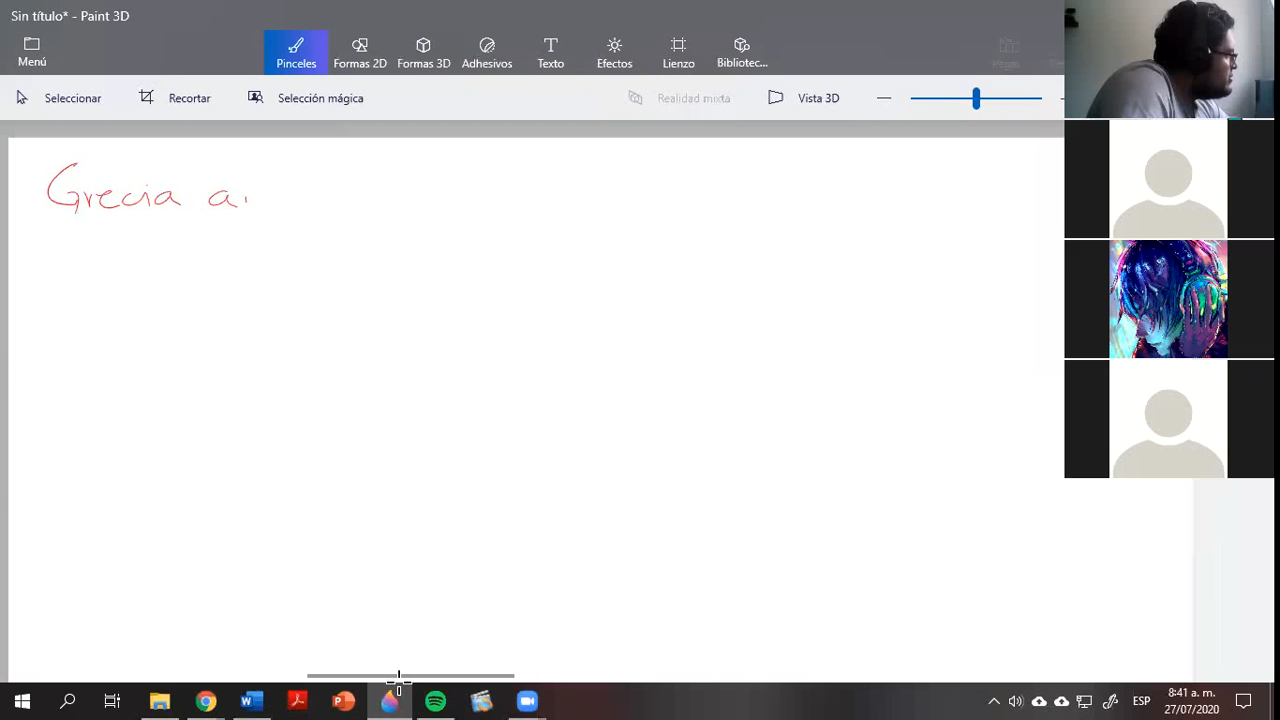 Sin título* - Paint 3D
Menú
Pinceles
Formas 2D
Formas 3D
Adhesivos
Texto
Efectos
Lienzo
Bibliotec...
Seleccionar
Recortar
Selección mágica
Realidad mixta
Vista 3D
Grecia a.
ESP
8:41 a. m.
27/07/2020